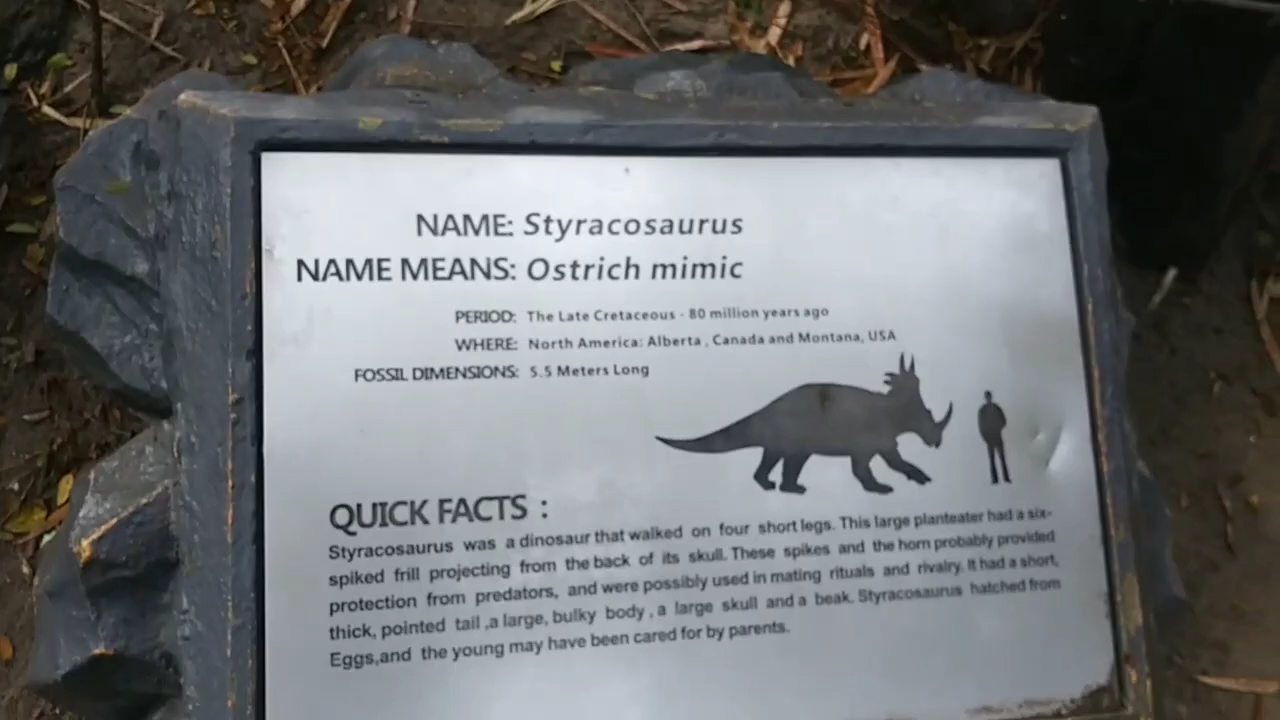 NAME: Styracosaurus
NAME MEANS: Ostrich mimic
PERIOD: The Late Cretaceous - 80 million years ago
WHERE: North America: Alberta , Canada and Montana, USA
FOSSIL DIMENSIONS: 5.5 Meters Long
QUICK FACTS :
Styracosaurus was a dinosaur that walked on four short legs. This large planteater had a six-
spiked frill projecting from the back of its skull. These spikes and the horn probably provided
protection from predators, and were possibly used in mating rituals and rivalry. It had a short,
thick, pointed tail ,a large, bulky body , a large skull and a beak. Styracosaurus hatched from
Eggs,and the young may have been cared for by parents.